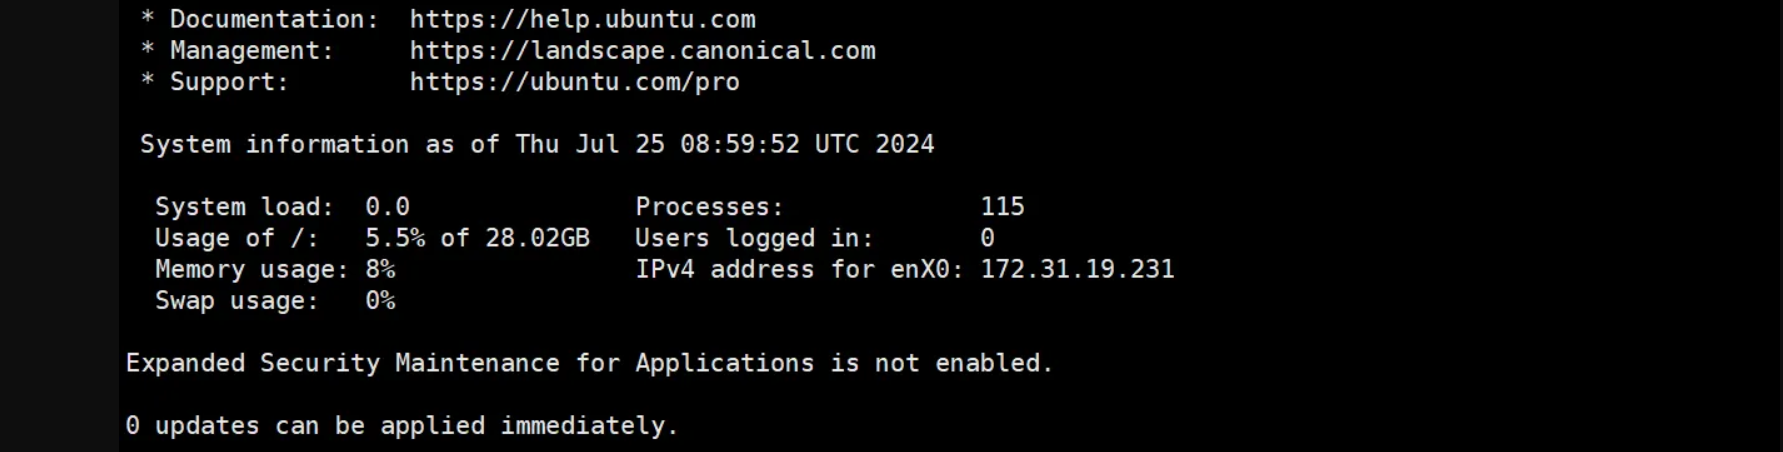 * Documentation:  https://help.ubuntu.com
* Management:     https://landscape.canonical.com
* Support:        https://ubuntu.com/pro
System information as of Thu Jul 25 08:59:52 UTC 2024
System load:  0.0               Processes:             115
Usage of /:   5.5% of 28.02GB   Users logged in:       0
Memory usage: 8%                IPv4 address for enX0: 172.31.19.231
Swap usage:   0%
Expanded Security Maintenance for Applications is not enabled.
0 updates can be applied immediately.